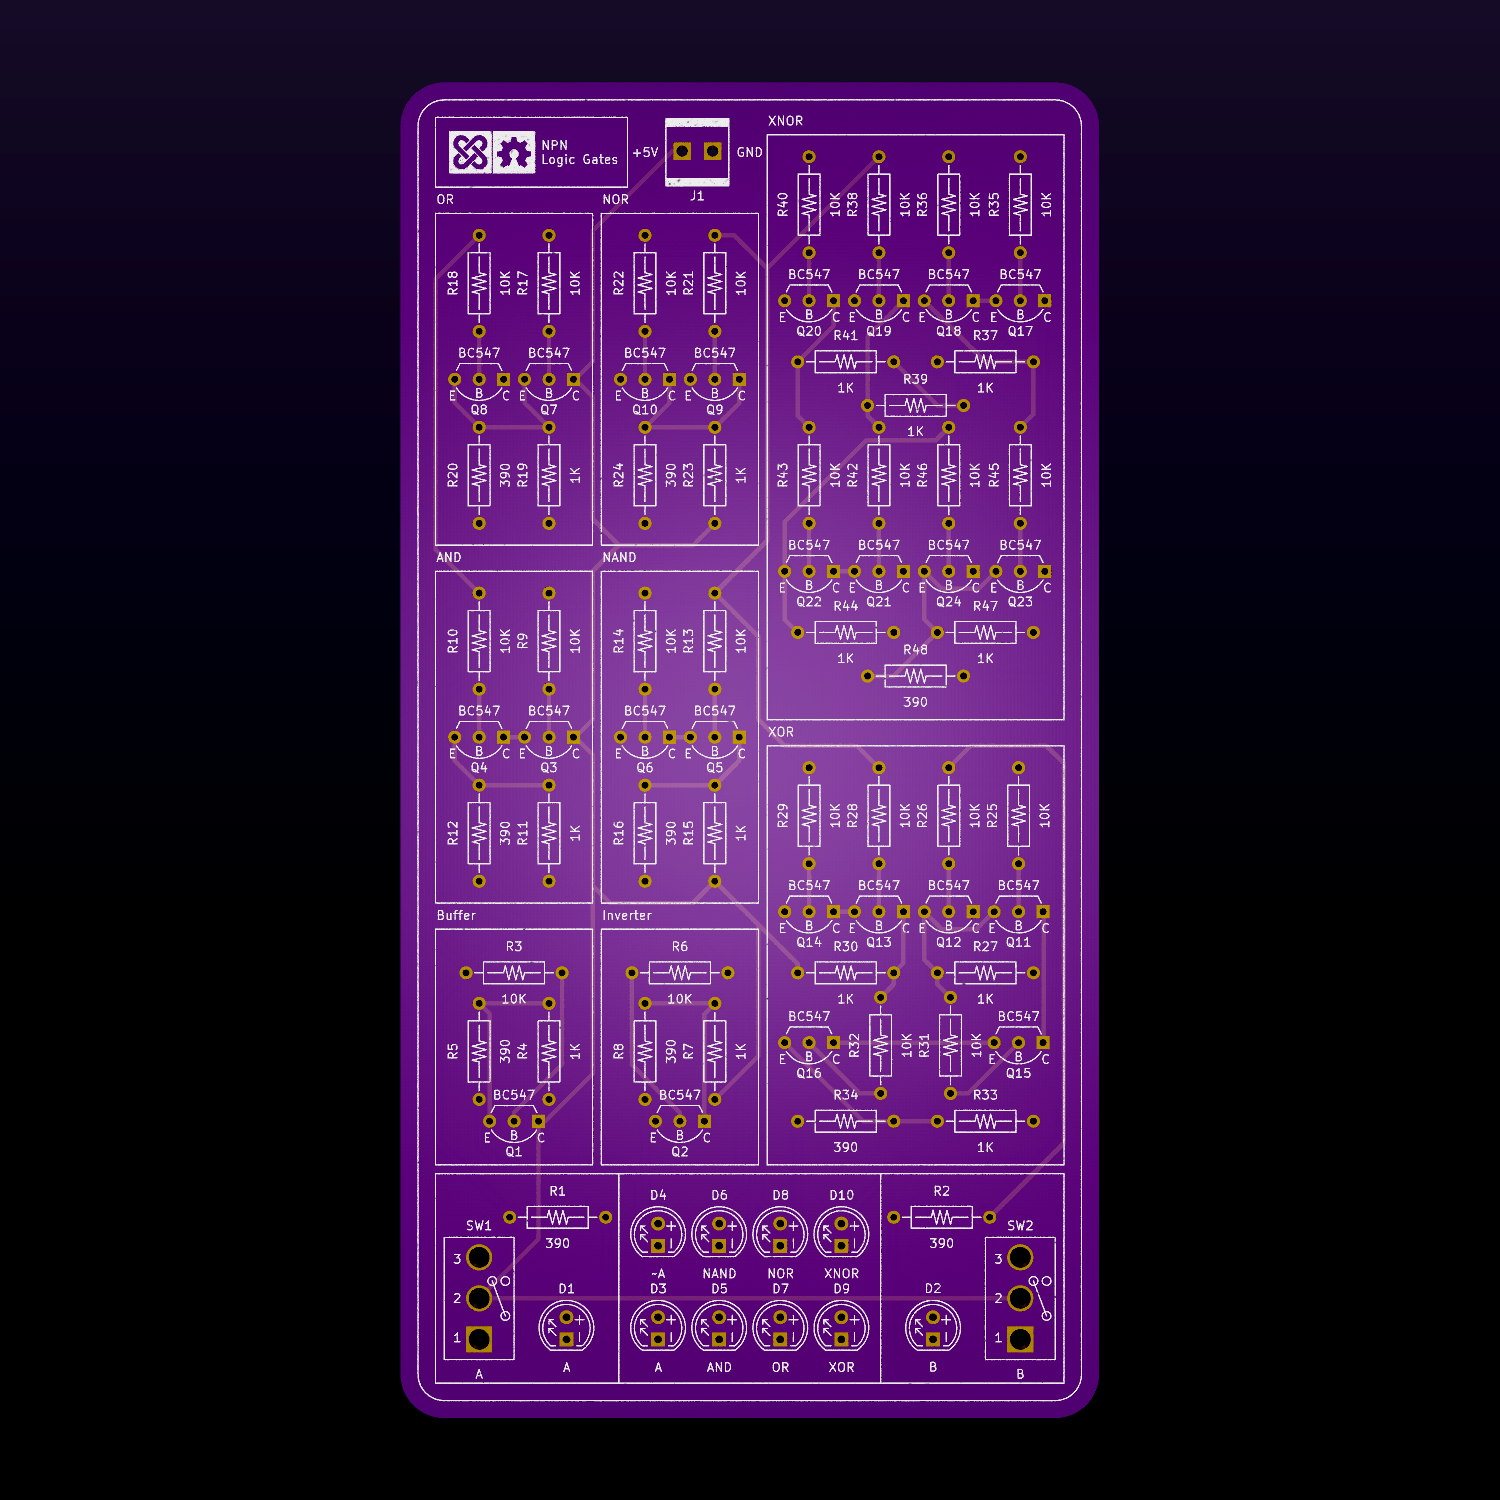 NPN
Logic Gates
+5V
GND
J1
XNOR
R40
10K
R38
10K
R36
10K
R35
10K
BC547
BC547
BC547
BC547
E B C
E B C
E B C
E B C
Q20
Q19
Q18
Q17
R41
R37
1K
1K
R39
1K
R43
10K
R42
10K
R46
10K
R45
10K
BC547
BC547
BC547
BC547
E B C
E B C
E B C
E B C
Q22
Q21
Q24
Q23
R44
R47
1K
1K
R48
390
OR
R18
10K
R17
10K
BC547
BC547
E B C
E B C
Q8
Q7
R20
390
R19
1K
NOR
R22
10K
R21
10K
BC547
BC547
E B C
E B C
Q10
Q9
R24
390
R23
1K
AND
R10
10K
R9
10K
BC547
BC547
E B C
E B C
Q4
Q3
R12
390
R11
1K
NAND
R14
10K
R13
10K
BC547
BC547
E B C
E B C
Q6
Q5
R16
390
R15
1K
XOR
R29
10K
R28
10K
R26
10K
R25
10K
BC547
BC547
BC547
BC547
E B C
E B C
E B C
E B C
Q14
Q13
Q12
Q11
R30
R27
1K
1K
BC547
R32
10K
R31
10K
BC547
E B C
E B C
Q16
Q15
R34
R33
390
1K
Buffer
R3
10K
R5
390
R4
1K
BC547
E B C
Q1
Inverter
R6
10K
R8
390
R7
1K
BC547
E B C
Q2
R1
390
SW1
3
2
1
A
D1
A
D4
D6
D8
D10
~A
NAND
NOR
XNOR
D3
D5
D7
D9
A
AND
OR
XOR
R2
390
SW2
3
2
1
B
D2
B